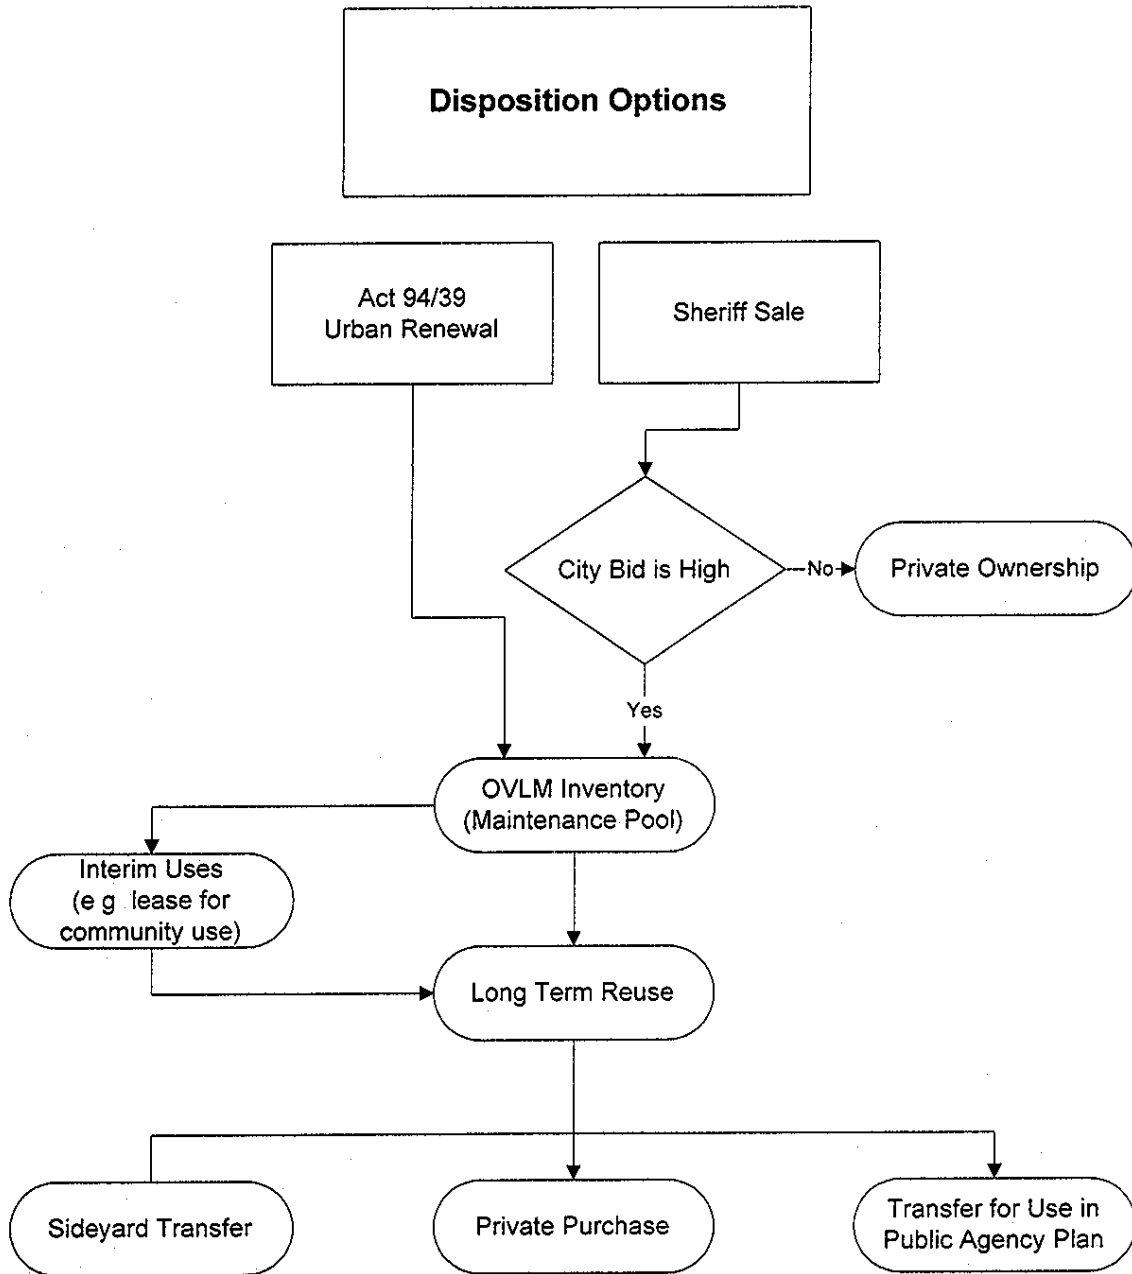 Disposition Options
Act 94/39
Urban Renewal
Sheriff Sale
City Bid is High
No
Private Ownership
Yes
OVLM Inventory
(Maintenance Pool)
Interim Uses
(e g lease for
community use)
Long Term Reuse
Sideyard Transfer
Private Purchase
Transfer for Use in
Public Agency Plan